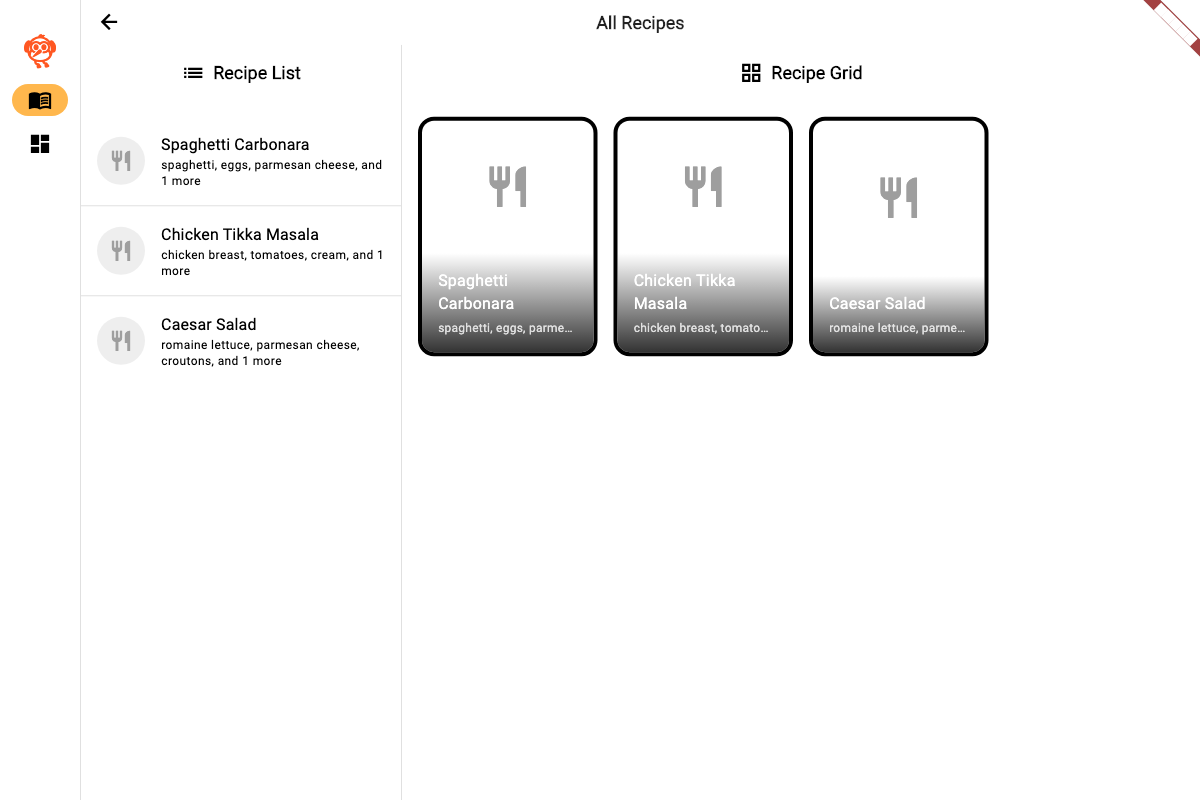 All Recipes
Recipe List
Spaghetti Carbonara
spaghetti, eggs, parmesan cheese, and
1 more
Chicken Tikka Masala
chicken breast, tomatoes, cream, and 1
more
Caesar Salad
romaine lettuce, parmesan cheese,
croutons, and 1 more
Recipe Grid
Spaghetti
Carbonara
spaghetti, eggs, parme...
Chicken Tikka
Masala
chicken breast, tomato...
Caesar Salad
romaine lettuce, parme...